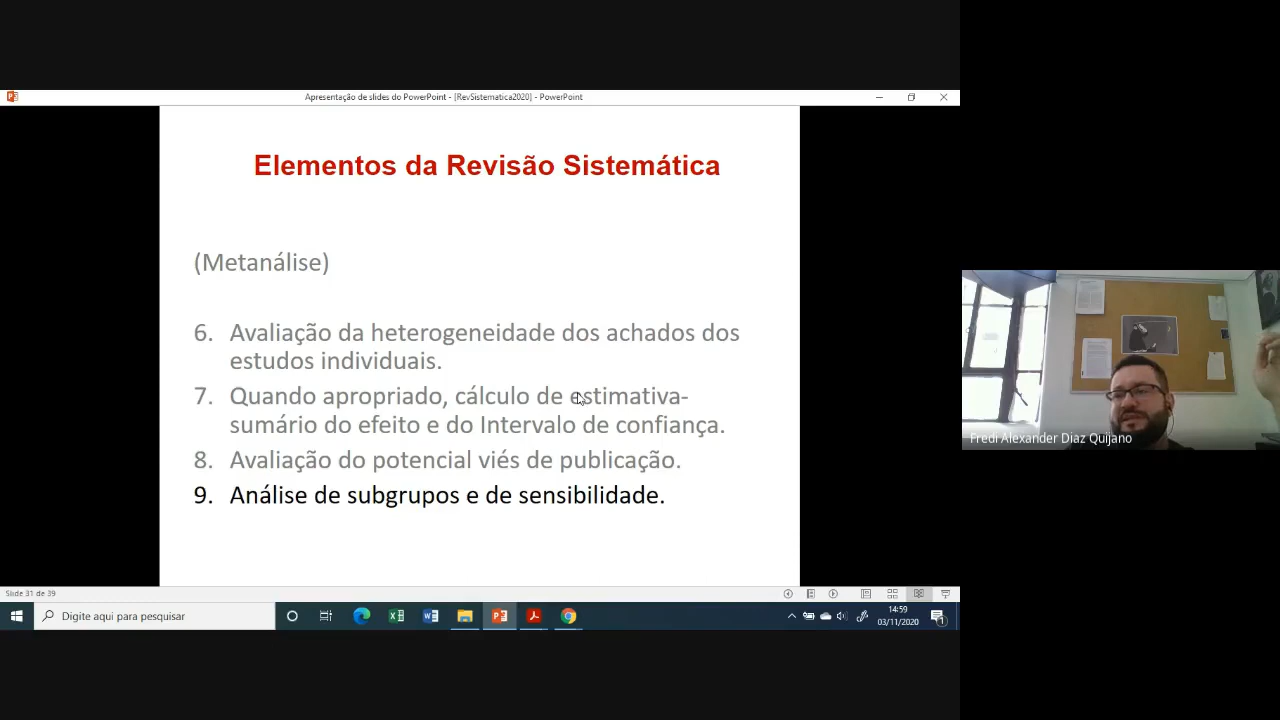 Apresentação de slides do PowerPoint - [RevSistematica2020] - PowerPoint
Elementos da Revisão Sistemática
(Metanálise)
6. Avaliação da heterogeneidade dos achados dos
estudos individuais.
7. Quando apropriado, cálculo de estimativa-
sumário do efeito e do Intervalo de confiança.
8. Avaliação do potencial viés de publicação.
9. Análise de subgrupos e de sensibilidade.
Fredi Alexander Diaz Quijano
Slide 31 de 39
Digite aqui para pesquisar
14:59
03/11/2020
1